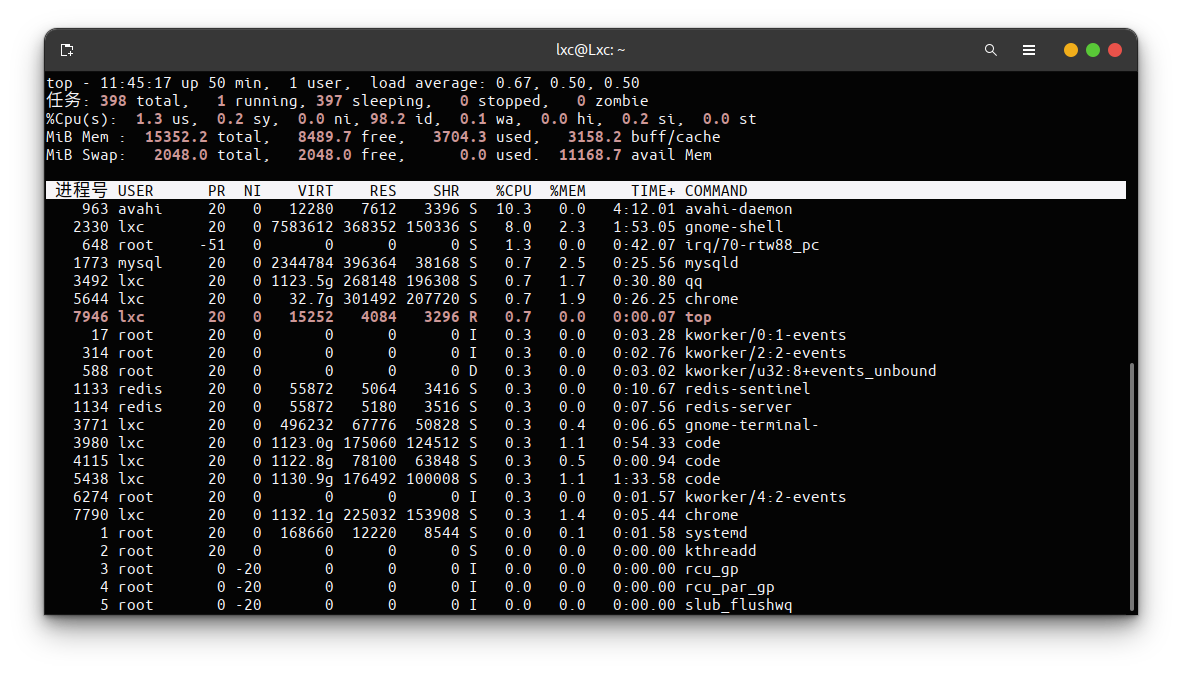 lxc@Lxc: ~
top - 11:45:17 up 50 min,  1 user,  load average: 0.67, 0.50, 0.50
任务: 398 total,   1 running, 397 sleeping,   0 stopped,   0 zombie
%Cpu(s):  1.3 us,  0.2 sy,  0.0 ni, 98.2 id,  0.1 wa,  0.0 hi,  0.2 si,  0.0 st
MiB Mem :  15352.2 total,   8489.7 free,   3704.3 used,   3158.2 buff/cache
MiB Swap:   2048.0 total,   2048.0 free,      0.0 used.  11168.7 avail Mem
进程号 USER      PR  NI    VIRT    RES    SHR    %CPU  %MEM     TIME+ COMMAND
963 avahi     20   0   12280   7612   3396 S  10.3   0.0   4:12.01 avahi-daemon
2330 lxc       20   0 7583612 368352 150336 S   8.0   2.3   1:53.05 gnome-shell
648 root     -51   0       0      0      0 S   1.3   0.0   0:42.07 irq/70-rtw88_pc
1773 mysql     20   0 2344784 396364  38168 S   0.7   2.5   0:25.56 mysqld
3492 lxc       20   0 1123.5g 268148 196308 S   0.7   1.7   0:30.80 qq
5644 lxc       20   0   32.7g 301492 207720 S   0.7   1.9   0:26.25 chrome
7946 lxc       20   0   15252   4084   3296 R   0.7   0.0   0:00.07 top
17 root      20   0       0      0      0 I   0.3   0.0   0:03.28 kworker/0:1-events
314 root      20   0       0      0      0 I   0.3   0.0   0:02.76 kworker/2:2-events
588 root      20   0       0      0      0 D   0.3   0.0   0:03.02 kworker/u32:8+events_unbound
1133 redis     20   0   55872   5064   3416 S   0.3   0.0   0:10.67 redis-sentinel
1134 redis     20   0   55872   5180   3516 S   0.3   0.0   0:07.56 redis-server
3771 lxc       20   0  496232  67776  50828 S   0.3   0.4   0:06.65 gnome-terminal-
3980 lxc       20   0 1123.0g 175060 124512 S   0.3   1.1   0:54.33 code
4115 lxc       20   0 1122.8g  78100  63848 S   0.3   0.5   0:00.94 code
5438 lxc       20   0 1130.9g 176492 100008 S   0.3   1.1   1:33.58 code
6274 root      20   0       0      0      0 I   0.3   0.0   0:01.57 kworker/4:2-events
7790 lxc       20   0 1132.1g 225032 153908 S   0.3   1.4   0:05.44 chrome
1 root      20   0  168660  12220   8544 S   0.0   0.1   0:01.58 systemd
2 root      20   0       0      0      0 S   0.0   0.0   0:00.00 kthreadd
3 root       0 -20       0      0      0 I   0.0   0.0   0:00.00 rcu_gp
4 root       0 -20       0      0      0 I   0.0   0.0   0:00.00 rcu_par_gp
5 root       0 -20       0      0      0 I   0.0   0.0   0:00.00 slub_flushwq